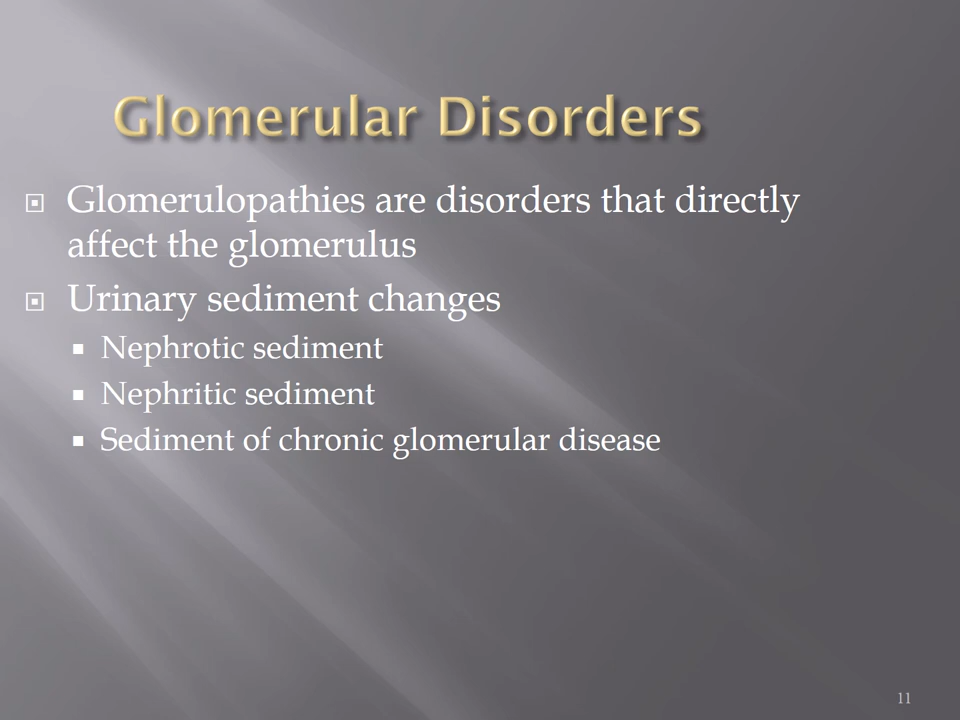 Glomerular Disorders
Glomerulopathies are disorders that directly
affect the glomerulus
Urinary sediment changes
Nephrotic sediment
Nephritic sediment
Sediment of chronic glomerular disease
11